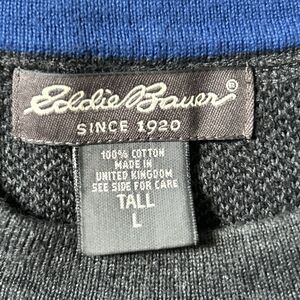 Eddie Bauer®
SINCE 1920
100% COTTON
MADE IN
UNITED KINGDOM
SEE SIDE FOR CARE
TALL
L